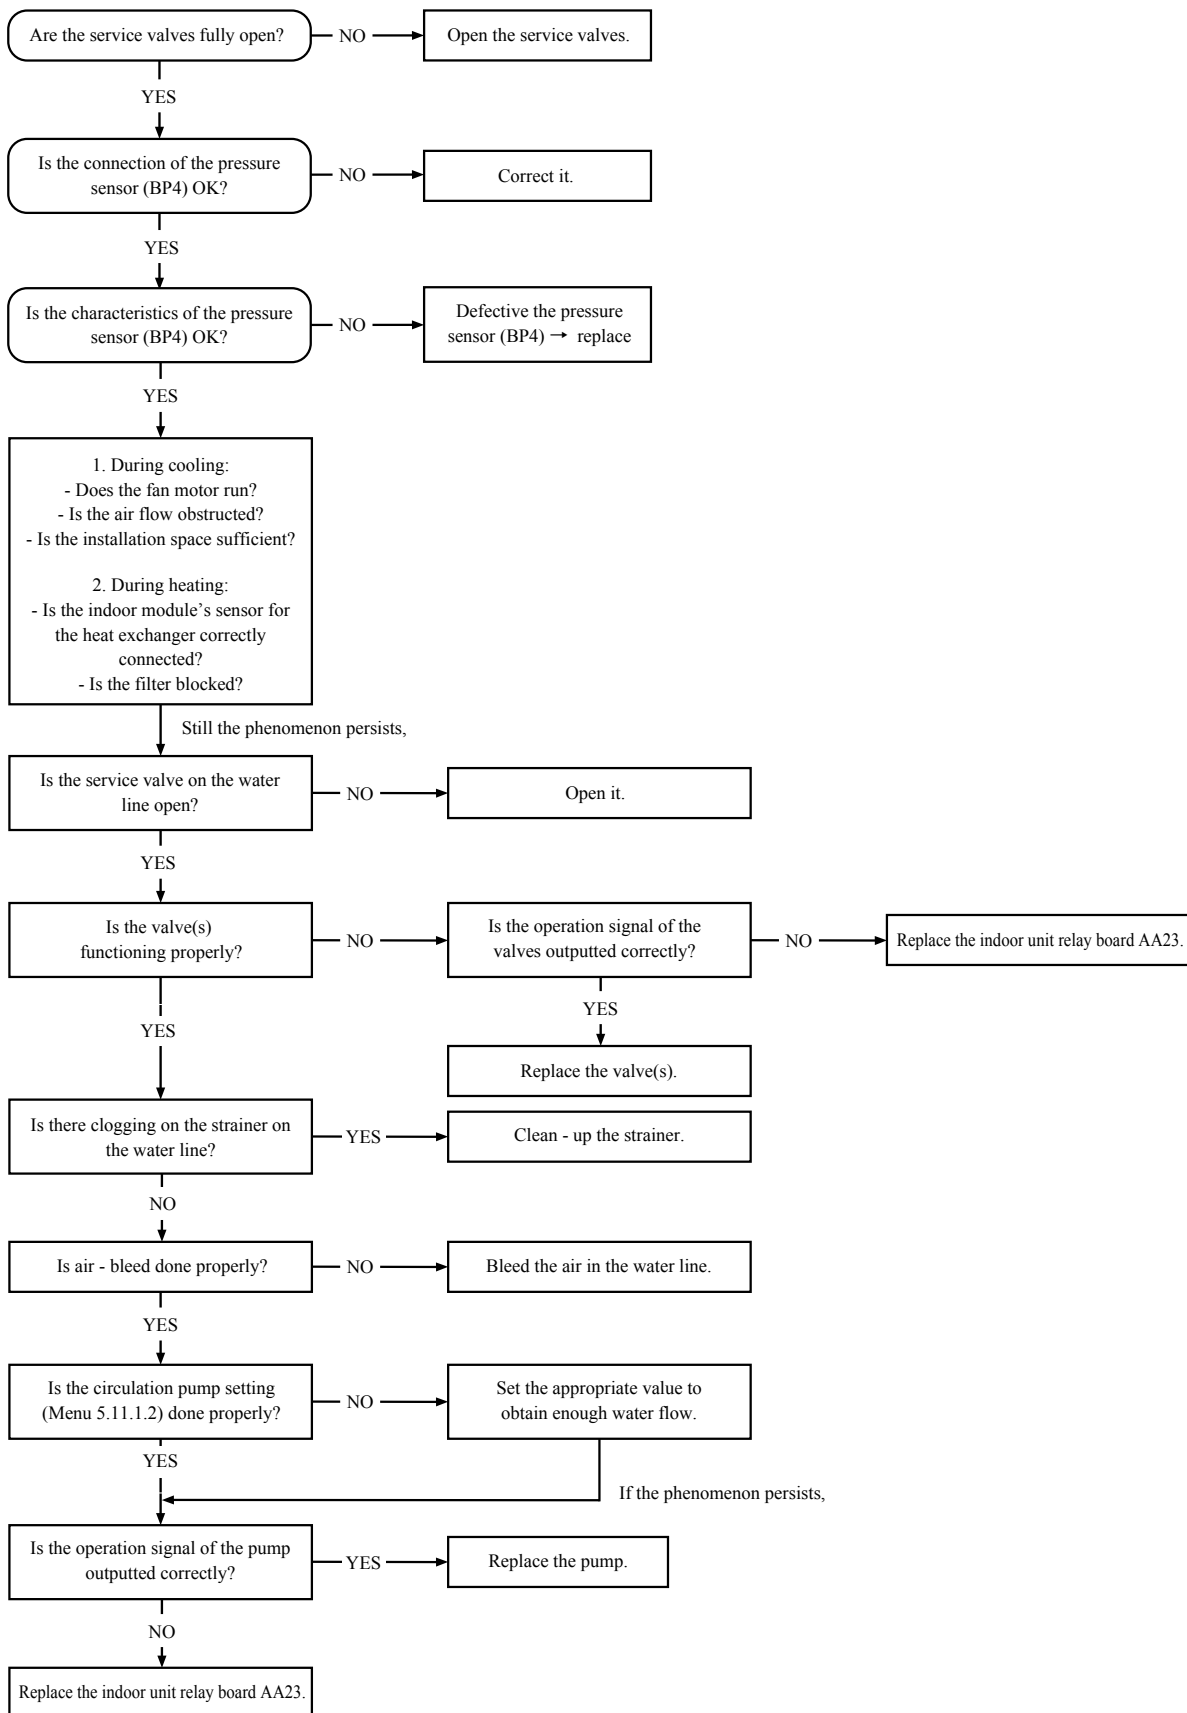 Are the service valves fully open?
NO
Open the service valves.
YES
Is the connection of the pressure
sensor (BP4) OK?
NO
Correct it.
YES
Is the characteristics of the pressure
sensor (BP4) OK?
NO
Defective the pressure
sensor (BP4) → replace
YES
1. During cooling:
- Does the fan motor run?
- Is the air flow obstructed?
- Is the installation space sufficient?
2. During heating:
- Is the indoor module’s sensor for
the heat exchanger correctly
connected?
- Is the filter blocked?
Still the phenomenon persists,
Is the service valve on the water
line open?
NO
Open it.
YES
Is the valve(s)
functioning properly?
NO
Is the operation signal of the
valves outputted correctly?
NO
Replace the indoor unit relay board AA23.
YES
Replace the valve(s).
YES
Is there clogging on the strainer on
the water line?
YES
Clean - up the strainer.
NO
Is air - bleed done properly?
NO
Bleed the air in the water line.
YES
Is the circulation pump setting
(Menu 5.11.1.2) done properly?
NO
Set the appropriate value to
obtain enough water flow.
YES
If the phenomenon persists,
Is the operation signal of the pump
outputted correctly?
YES
Replace the pump.
NO
Replace the indoor unit relay board AA23.